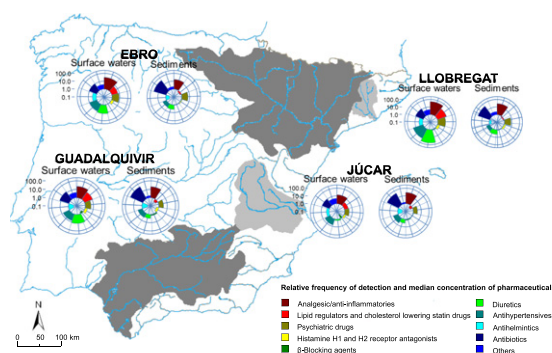 EBRO
Surface waters
Sediments
100.0
10.0
1.0
0.1
LLOBREGAT
Surface waters
Sediments
100.0
10.0
1.0
0.1
GUADALQUIVIR
Surface waters
Sediments
100.0
10.0
1.0
0.1
JÚCAR
Surface waters
Sediments
100.0
10.0
1.0
0.1
Relative frequency of detection and median concentration of pharmaceutical
Analgesic/anti-inflammatories
Lipid regulators and cholesterol lowering statin drugs
Psychiatric drugs
Histamine H1 and H2 receptor antagonists
β-Blocking agents
Diuretics
Antihypertensives
Antihelmintics
Antibiotics
Others
N
0 50 100 km